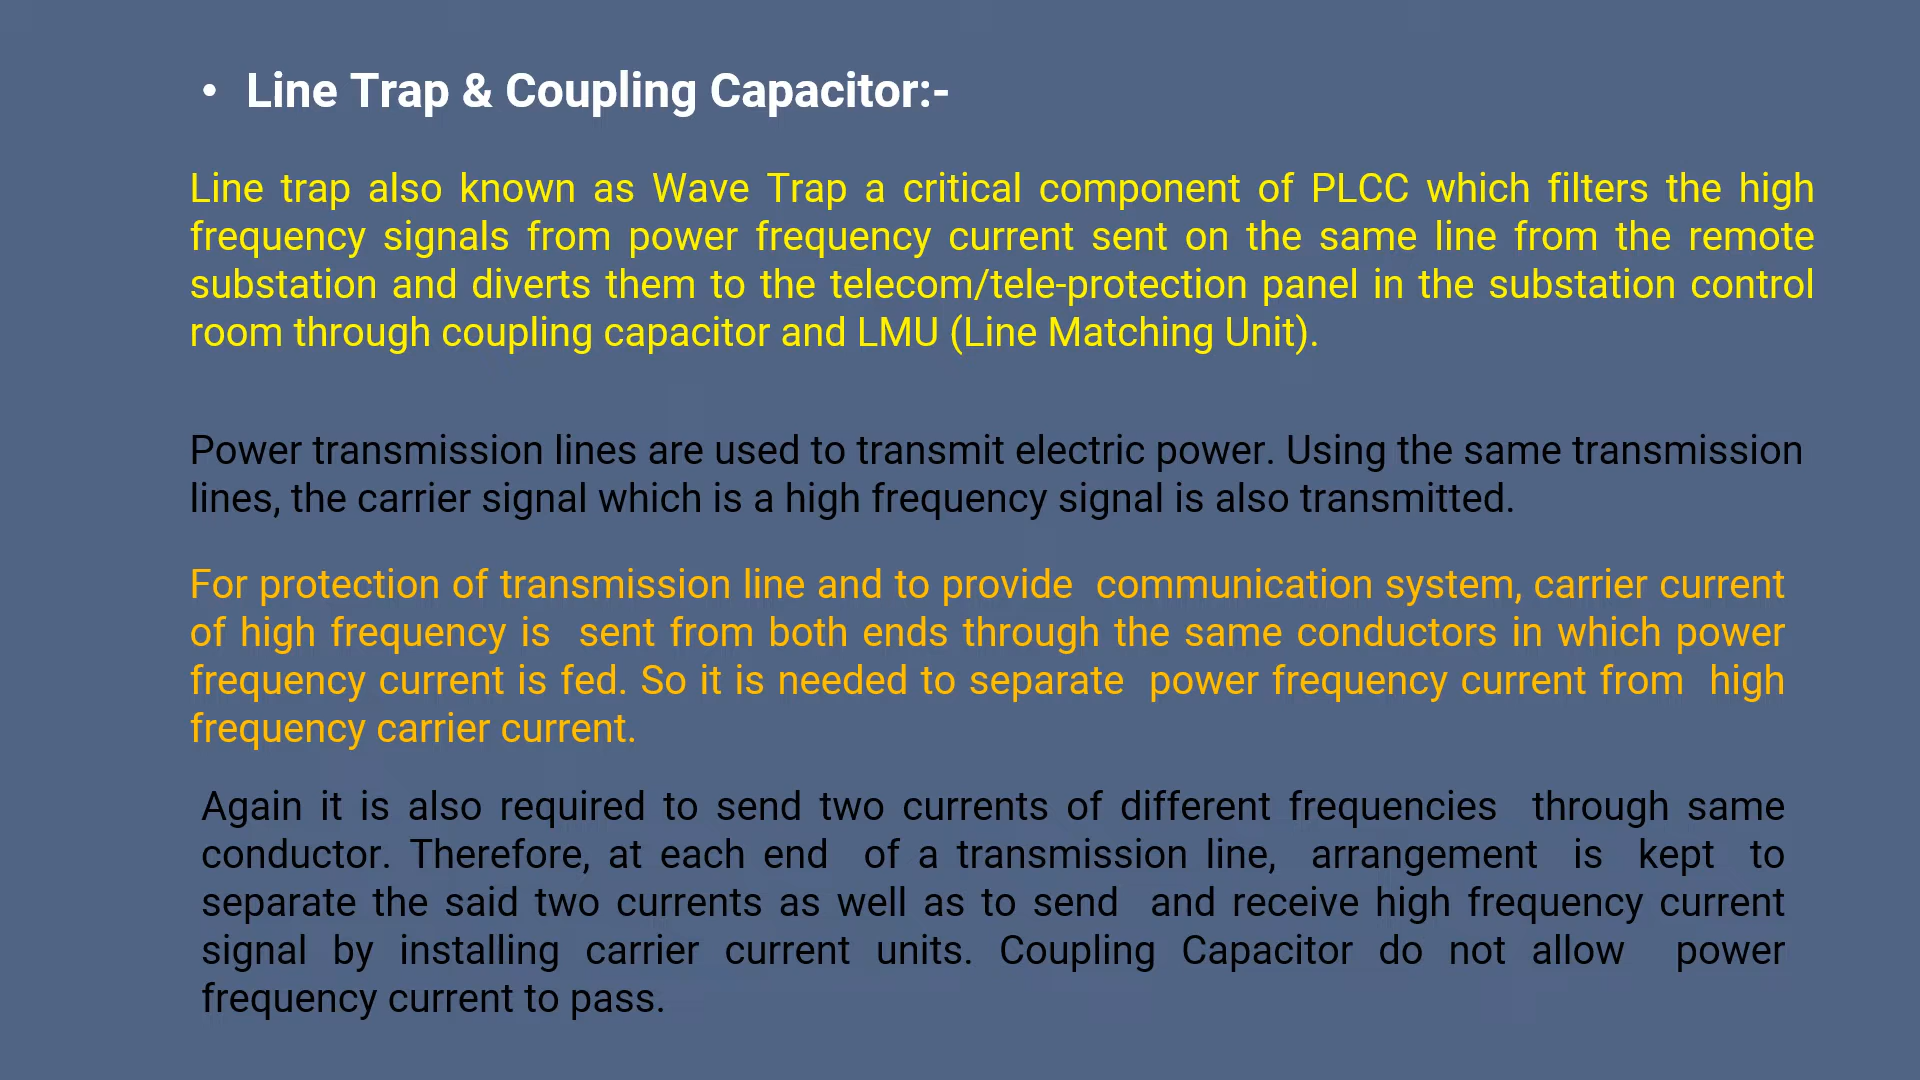 • Line Trap & Coupling Capacitor:-
Line trap also known as Wave Trap a critical component of PLCC which filters the high
frequency signals from power frequency current sent on the same line from the remote
substation and diverts them to the telecom/tele-protection panel in the substation control
room through coupling capacitor and LMU (Line Matching Unit).
Power transmission lines are used to transmit electric power. Using the same transmission
lines, the carrier signal which is a high frequency signal is also transmitted.
For protection of transmission line and to provide communication system, carrier current
of high frequency is sent from both ends through the same conductors in which power
frequency current is fed. So it is needed to separate power frequency current from high
frequency carrier current.
Again it is also required to send two currents of different frequencies through same
conductor. Therefore, at each end of a transmission line, arrangement is kept to
separate the said two currents as well as to send and receive high frequency current
signal by installing carrier current units. Coupling Capacitor do not allow power
frequency current to pass.